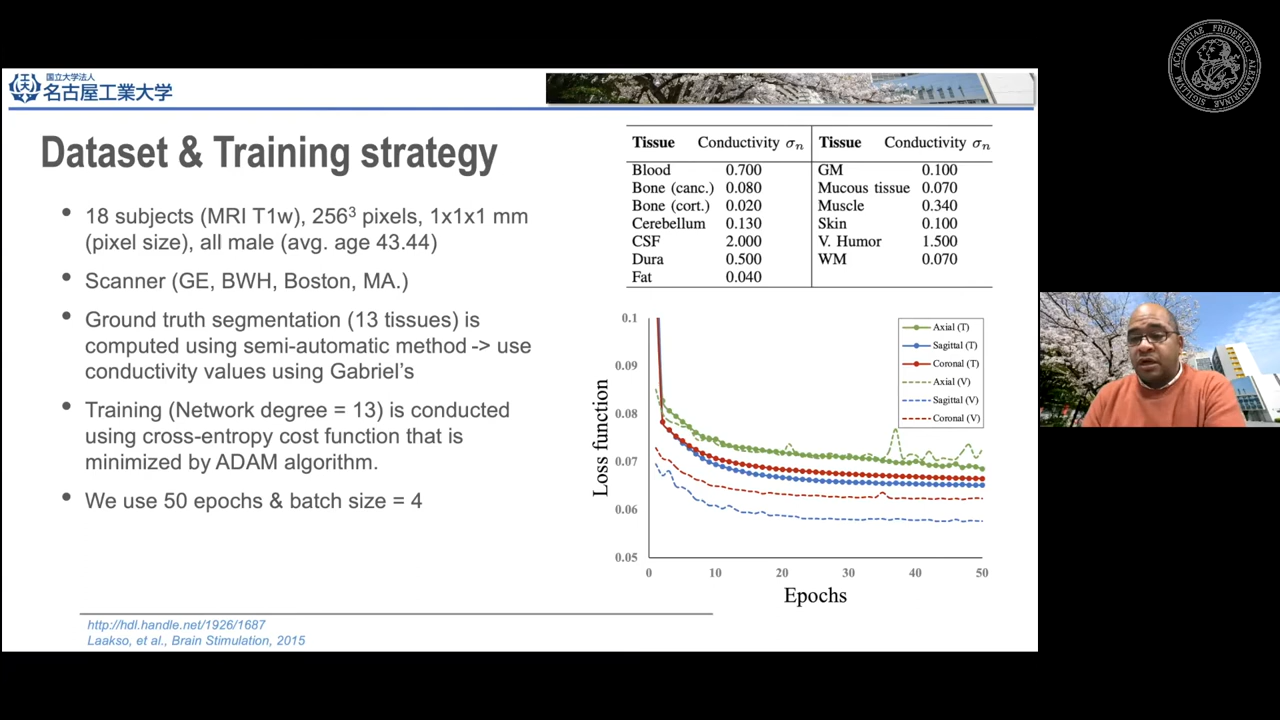 国立大学法人
名古屋工業大学
Dataset & Training strategy
• 18 subjects (MRI T1w), 256³ pixels, 1x1x1 mm
(pixel size), all male (avg. age 43.44)
• Scanner (GE, BWH, Boston, MA.)
• Ground truth segmentation (13 tissues) is
computed using semi-automatic method -> use
conductivity values using Gabriel’s
• Training (Network degree = 13) is conducted
using cross-entropy cost function that is
minimized by ADAM algorithm.
• We use 50 epochs & batch size = 4
http://hdl.handle.net/1926/1687
Laakso, et al., Brain Stimulation, 2015
Tissue Conductivity σn Tissue Conductivity σn
Blood 0.700 GM 0.100
Bone (canc.) 0.080 Mucous tissue 0.070
Bone (cort.) 0.020 Muscle 0.340
Cerebellum 0.130 Skin 0.100
CSF 2.000 V. Humor 1.500
Dura 0.500 WM 0.070
Fat 0.040
0.1
0.09
0.08
0.07
0.06
0.05
Loss function
0 10 20 30 40 50
Epochs
Axial (T)
Sagittal (T)
Coronal (T)
Axial (V)
Sagittal (V)
Coronal (V)
ACADEMIAE FRIDERICO ALEXANDRINAE SIGILLUM